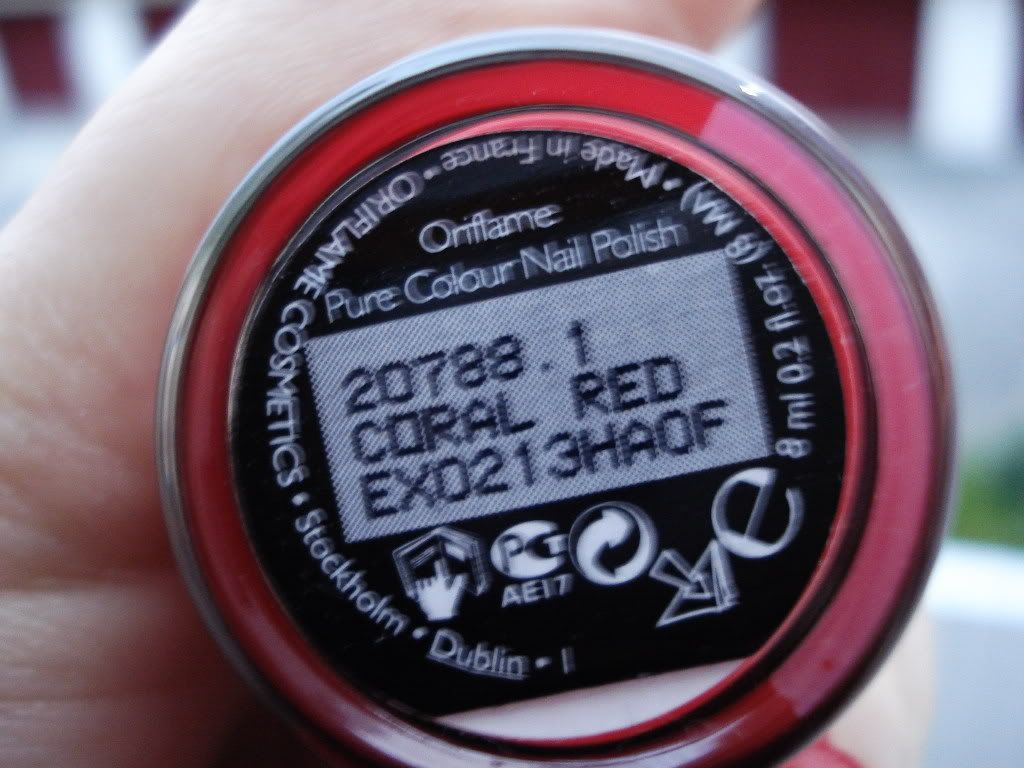 Oriflame
Pure Colour Nail Polish
20788.1
CORAL RED
EX0213HA0F
PCT
AE17
e
8 ml 0.2 fl.oz.
Made in France • ORIFLAME COSMETICS • Stockholm • Dublin •